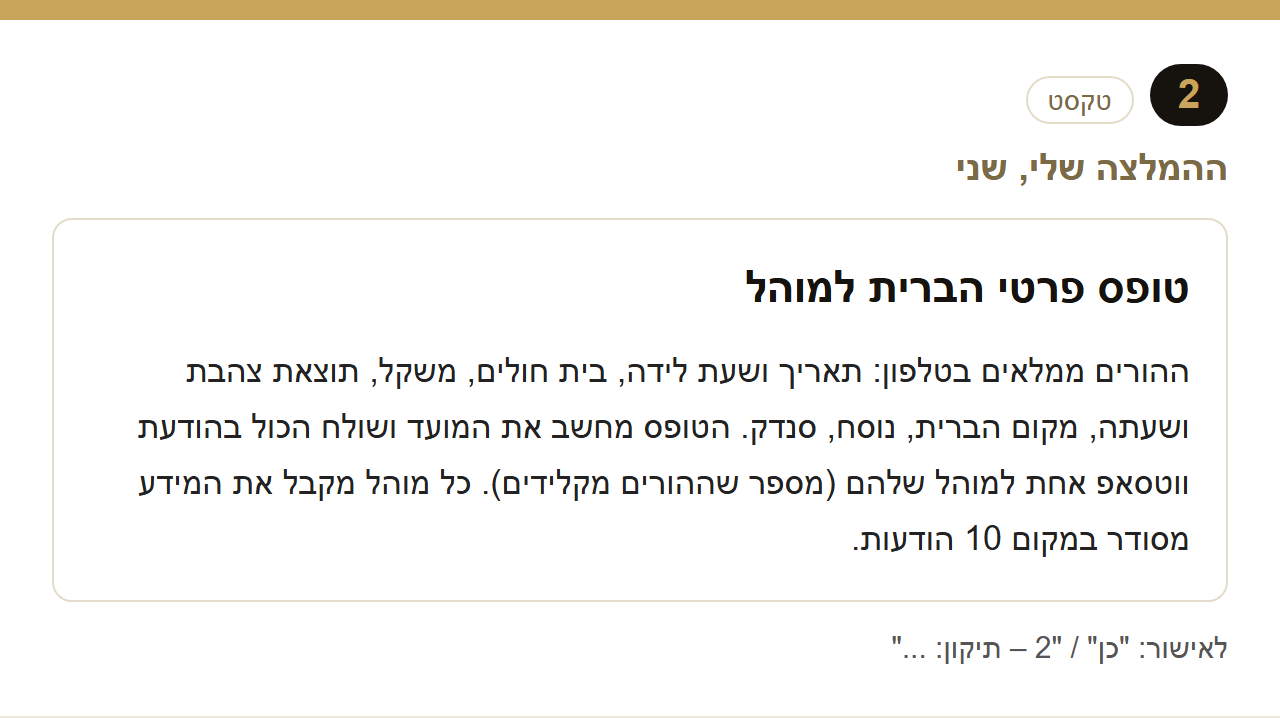 2
טקסט
ההמלצה שלי, שני
טופס פרטי הברית למוהל
ההורים ממלאים בטלפון: תאריך ושעת לידה, בית חולים, משקל, תוצאת צהבת
ושעתה, מקום הברית, נוסח, סנדק. הטופס מחשב את המועד ושולח הכול בהודעת
ווטסאפ אחת למוהל שלהם (מספר שההורים מקלידים). כל מוהל מקבל את המידע
מסודר במקום 10 הודעות.
לאישור: "כן" / "2 – תיקון: ..."